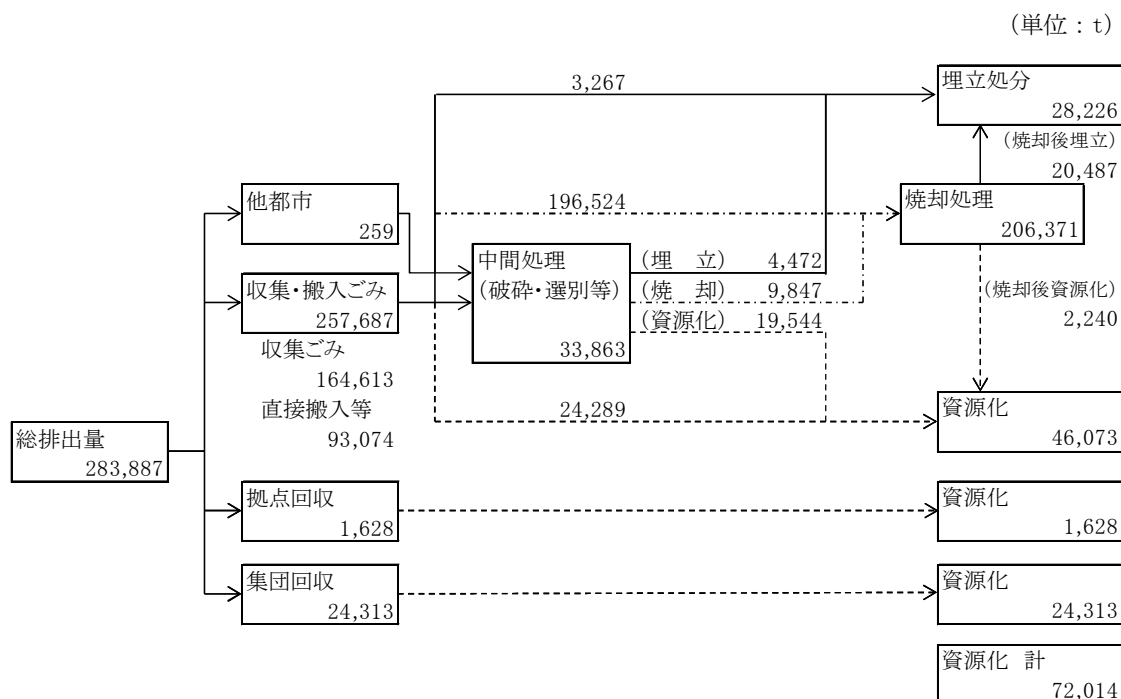 （単位：t）
3,267
埋立処分
28,226
（焼却後埋立）
20,487
他都市
259
196,524
焼却処理
206,371
中間処理
（破砕・選別等）
33,863
（埋　立）　4,472
（焼　却）　9,847
（資源化）　19,544
収集・搬入ごみ
257,687
収集ごみ
164,613
直接搬入等
93,074
（焼却後資源化）
2,240
24,289
資源化
46,073
総排出量
283,887
拠点回収
1,628
資源化
1,628
集団回収
24,313
資源化
24,313
資源化　計
72,014